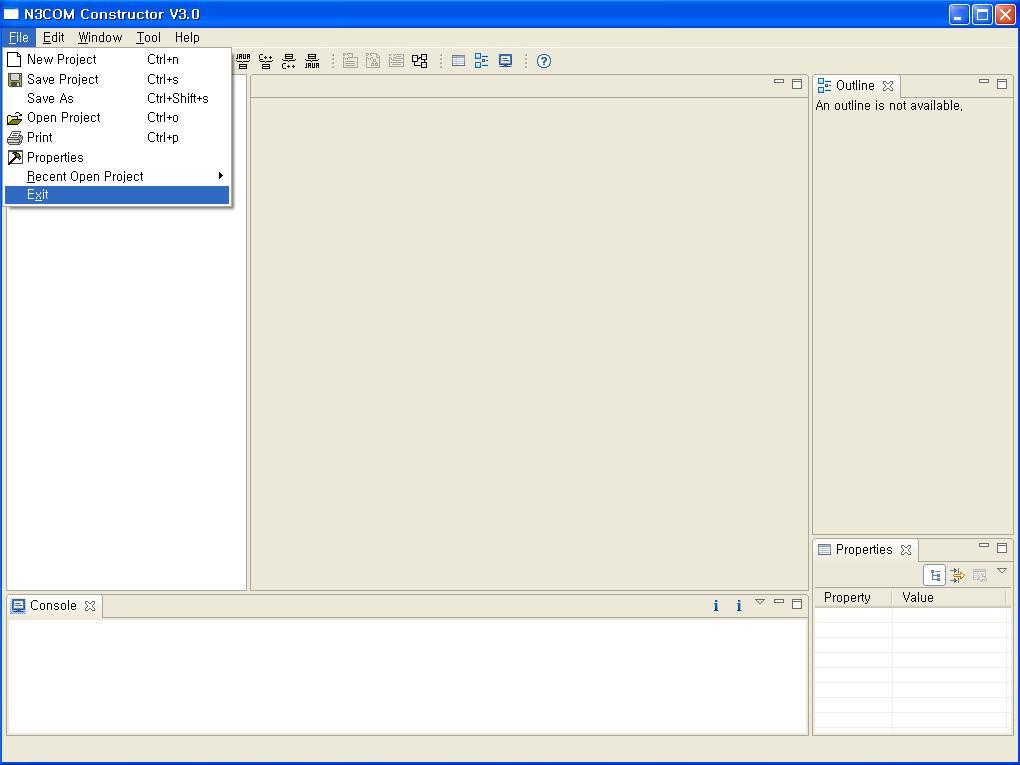 N3COM Constructor V3.0
File Edit Window Tool Help
New Project Ctrl+n
Save Project Ctrl+s
Save As Ctrl+Shift+s
Open Project Ctrl+o
Print Ctrl+p
Properties
Recent Open Project
Exit
JAVA C++ C++ JAVA
Outline
An outline is not available.
Properties
Property Value
Console